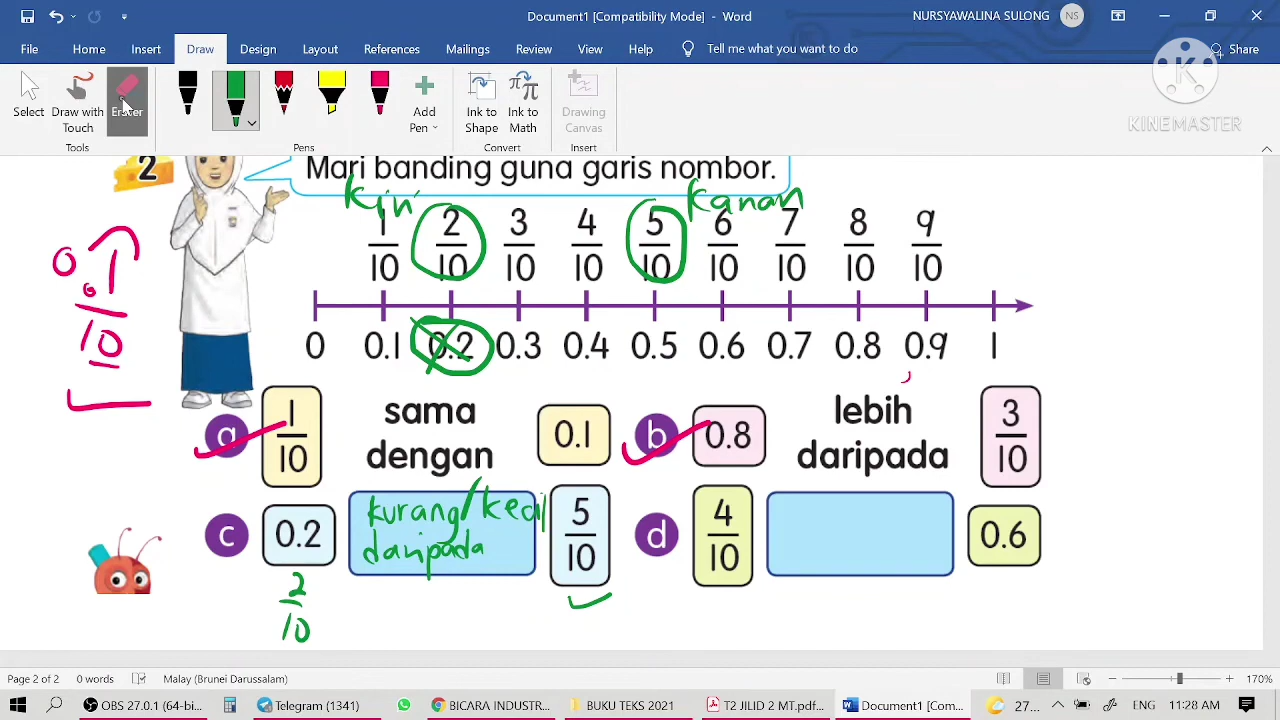 Document1 [Compatibility Mode] - Word
NURSYAWALINA SULONG
NS
File Home Insert Draw Design Layout References Mailings Review View Help Tell me what you want to do Share
Select
Draw with Touch
Eraser
Add Pen
Ink to Shape
Ink to Math
Drawing Canvas
Tools
Pens
Convert
Insert
KINEMASTER
2
Mari banding guna garis nombor.
kiri kanan
1/10 2/10 3/10 4/10 5/10 6/10 7/10 8/10 9/10
0 0.1 0.2 0.3 0.4 0.5 0.6 0.7 0.8 0.9 1
a 1/10 sama dengan 0.1
b 0.8 lebih daripada 3/10
c 0.2 kurang/kecil daripada 5/10
d 4/10 0.6
2/10
Page 2 of 2 0 words Malay (Brunei Darussalam) 170%
OBS 27.0.1 (64-bi... Telegram (1341) BICARA INDUSTR... BUKU TEKS 2021 T2 JILID 2 MT.pdf... Document1 [Com... 27... 11:28 AM